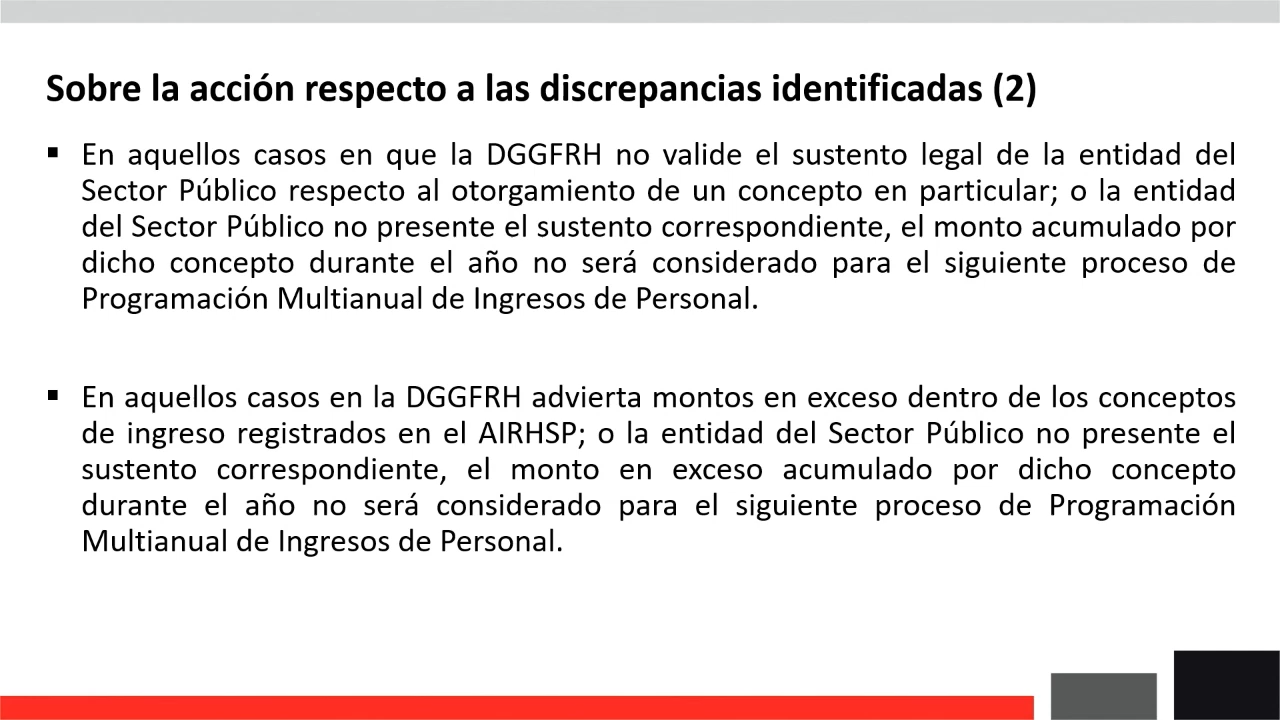 Sobre la acción respecto a las discrepancias identificadas (2)
▪ En aquellos casos en que la DGGFRH no valide el sustento legal de la entidad del
Sector Público respecto al otorgamiento de un concepto en particular; o la entidad
del Sector Público no presente el sustento correspondiente, el monto acumulado por
dicho concepto durante el año no será considerado para el siguiente proceso de
Programación Multianual de Ingresos de Personal.
▪ En aquellos casos en la DGGFRH advierta montos en exceso dentro de los conceptos
de ingreso registrados en el AIRHSP; o la entidad del Sector Público no presente el
sustento correspondiente, el monto en exceso acumulado por dicho concepto
durante el año no será considerado para el siguiente proceso de Programación
Multianual de Ingresos de Personal.